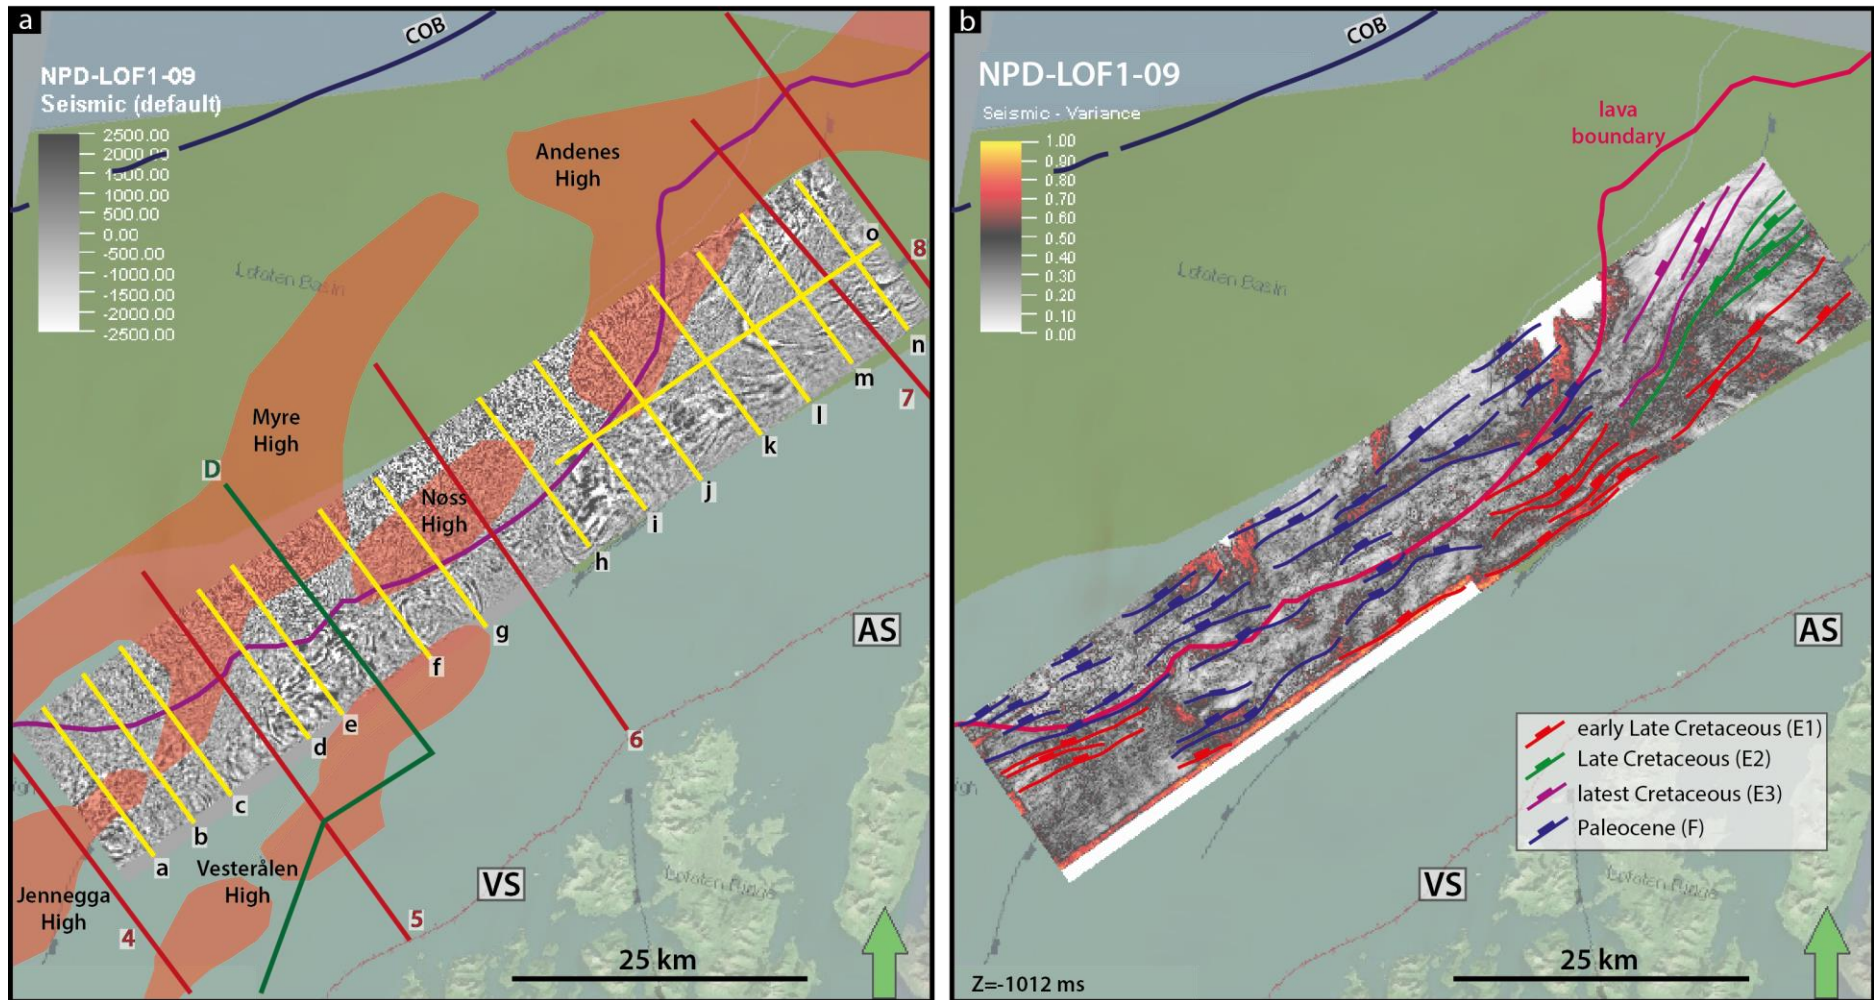 a
COB
NPD-LOF1-09
Seismic (default)
2500.00
2000.00
1500.00
1000.00
500.00
0.00
-500.00
-1000.00
-1500.00
-2000.00
-2500.00
Andenes
High
Lofoten Basin
Myre
High
Nøss
High
D
o
8
n
7
m
l
k
j
i
h
g
f
e
d
c
b
a
AS
6
5
4
VS
Vesterålen
High
Jennegga
High
Lofoten Ridge
25 km
b
COB
NPD-LOF1-09
Seismic - Variance
1.00
0.90
0.80
0.70
0.60
0.50
0.40
0.30
0.20
0.10
0.00
lava
boundary
Lofoten Basin
AS
early Late Cretaceous (E1)
Late Cretaceous (E2)
latest Cretaceous (E3)
Paleocene (F)
VS
Lofoten Ridge
25 km
Z=-1012 ms